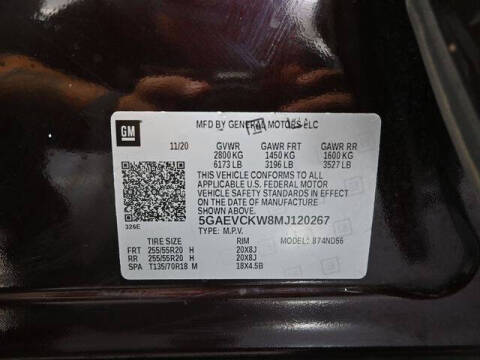 GM
MFD BY GENERAL MOTORS LLC
11/20 GVWR GAWR FRT GAWR RR
2800 KG 1450 KG 1600 KG
6173 LB 3196 LB 3527 LB
THIS VEHICLE CONFORMS TO ALL
APPLICABLE U.S. FEDERAL MOTOR
VEHICLE SAFETY STANDARDS IN EFFECT
ON THE DATE OF MANUFACTURE
SHOWN ABOVE.
326E
5GAEVCKW8MJ120267
TYPE: M.P.V. MODEL:
TIRE SIZE RIM
FRT 255/55R20 H 20X8J
RR 255/55R20 H 20X8J
SPA T135/70R18 M 18X4.5B